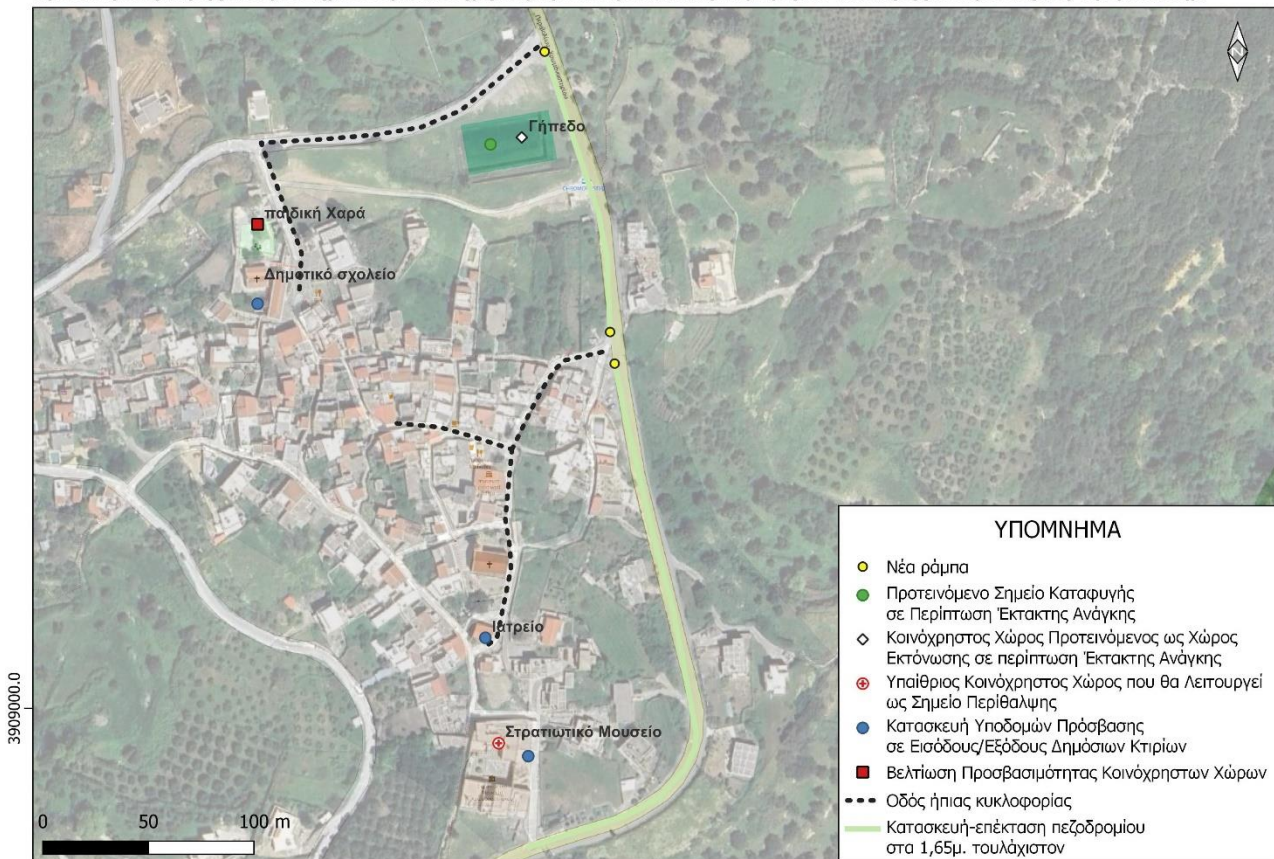 Γήπεδο
παιδική Χαρά
Δημοτικό σχολείο
Ιατρείο
Στρατιωτικό Μουσείο
3909000.0
0 50 100 m
N
ΥΠΟΜΝΗΜΑ
Νέα ράμπα
Προτεινόμενο Σημείο Καταφυγής
σε Περίπτωση Έκτακτης Ανάγκης
Κοινόχρηστος Χώρος Προτεινόμενος ως Χώρος
Εκτόνωσης σε περίπτωση Έκτακτης Ανάγκης
Υπαίθριος Κοινόχρηστος Χώρος που θα Λειτουργεί
ως Σημείο Περίθαλψης
Κατασκευή Υποδομών Πρόσβασης
σε Εισόδους/Εξόδους Δημόσιων Κτιρίων
Βελτίωση Προσβασιμότητας Κοινόχρηστων Χώρων
Οδός ήπιας κυκλοφορίας
Κατασκευή-επέκταση πεζοδρομίου
στα 1,65μ. τουλάχιστον